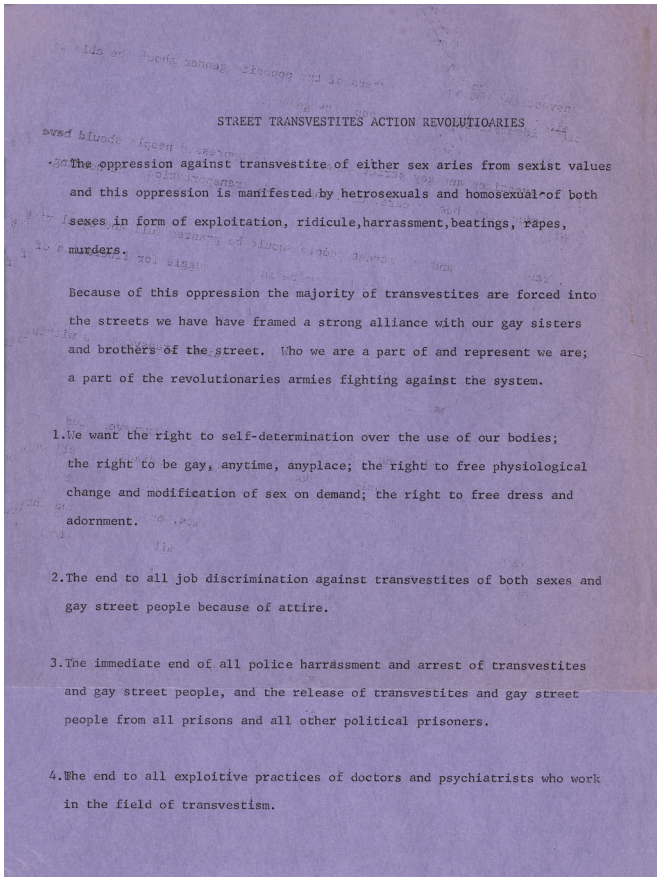 STREET TRANSVESTITES ACTION REVOLUTIOARIES
The oppression against transvestite of either sex aries from sexist values
and this oppression is manifested by hetrosexuals and homosexual of both
sexes in form of exploitation, ridicule,harrassment,beatings, rapes,
murders.
Because of this oppression the majority of transvestites are forced into
the streets we have have framed a strong alliance with our gay sisters
and brothers of the street. Who we are a part of and represent we are;
a part of the revolutionaries armies fighting against the system.
1.We want the right to self-determination over the use of our bodies;
the right to be gay, anytime, anyplace; the right to free physiological
change and modification of sex on demand; the right to free dress and
adornment.
2.The end to all job discrimination against transvestites of both sexes and
gay street people because of attire.
3.The immediate end of all police harrassment and arrest of transvestites
and gay street people, and the release of transvestites and gay street
people from all prisons and all other political prisoners.
4.The end to all exploitive practices of doctors and psychiatrists who work
in the field of transvestism.